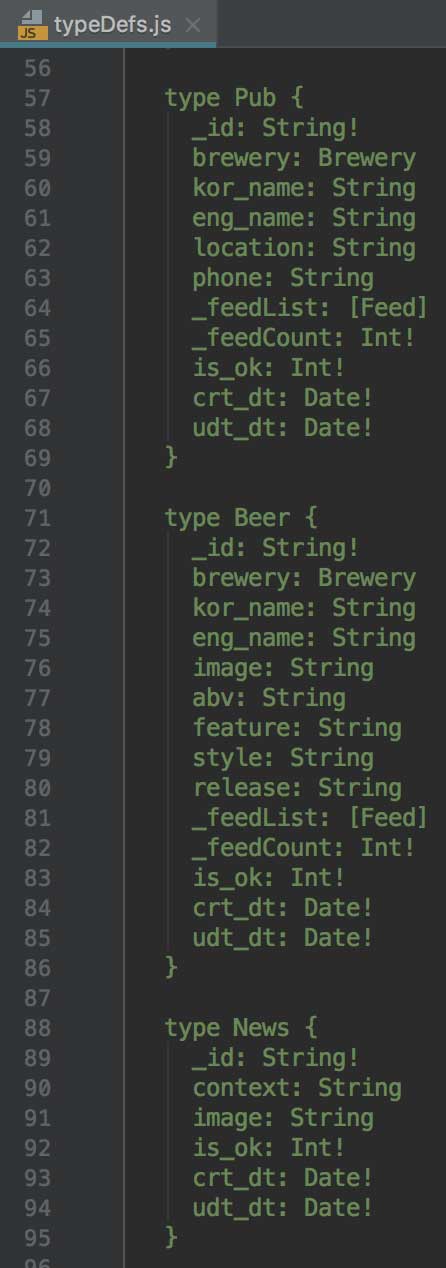 JS typeDefs.js ×
56
57 type Pub {
58 _id: String!
59 brewery: Brewery
60 kor_name: String
61 eng_name: String
62 location: String
63 phone: String
64 _feedList: [Feed]
65 _feedCount: Int!
66 is_ok: Int!
67 crt_dt: Date!
68 udt_dt: Date!
69 }
70
71 type Beer {
72 _id: String!
73 brewery: Brewery
74 kor_name: String
75 eng_name: String
76 image: String
77 abv: String
78 feature: String
79 style: String
80 release: String
81 _feedList: [Feed]
82 _feedCount: Int!
83 is_ok: Int!
84 crt_dt: Date!
85 udt_dt: Date!
86 }
87
88 type News {
89 _id: String!
90 context: String
91 image: String
92 is_ok: Int!
93 crt_dt: Date!
94 udt_dt: Date!
95 }
96